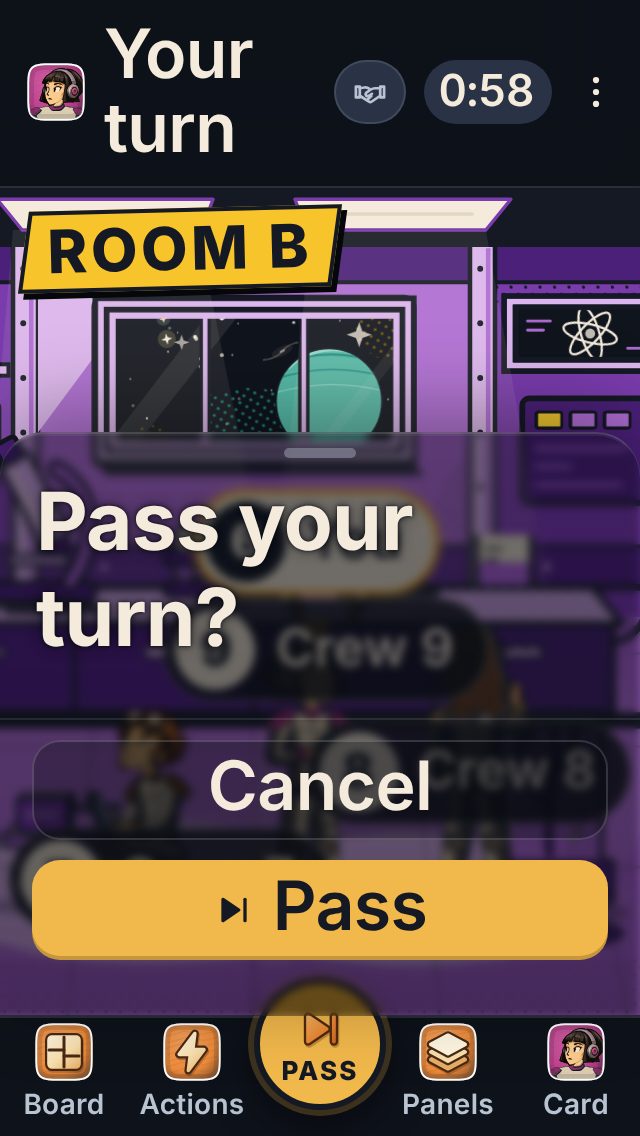 Your
turn
0:58
ROOM B
Pass your
turn?
Crew 9
Crew 8
Cancel
Pass
PASS
Board
Actions
Panels
Card